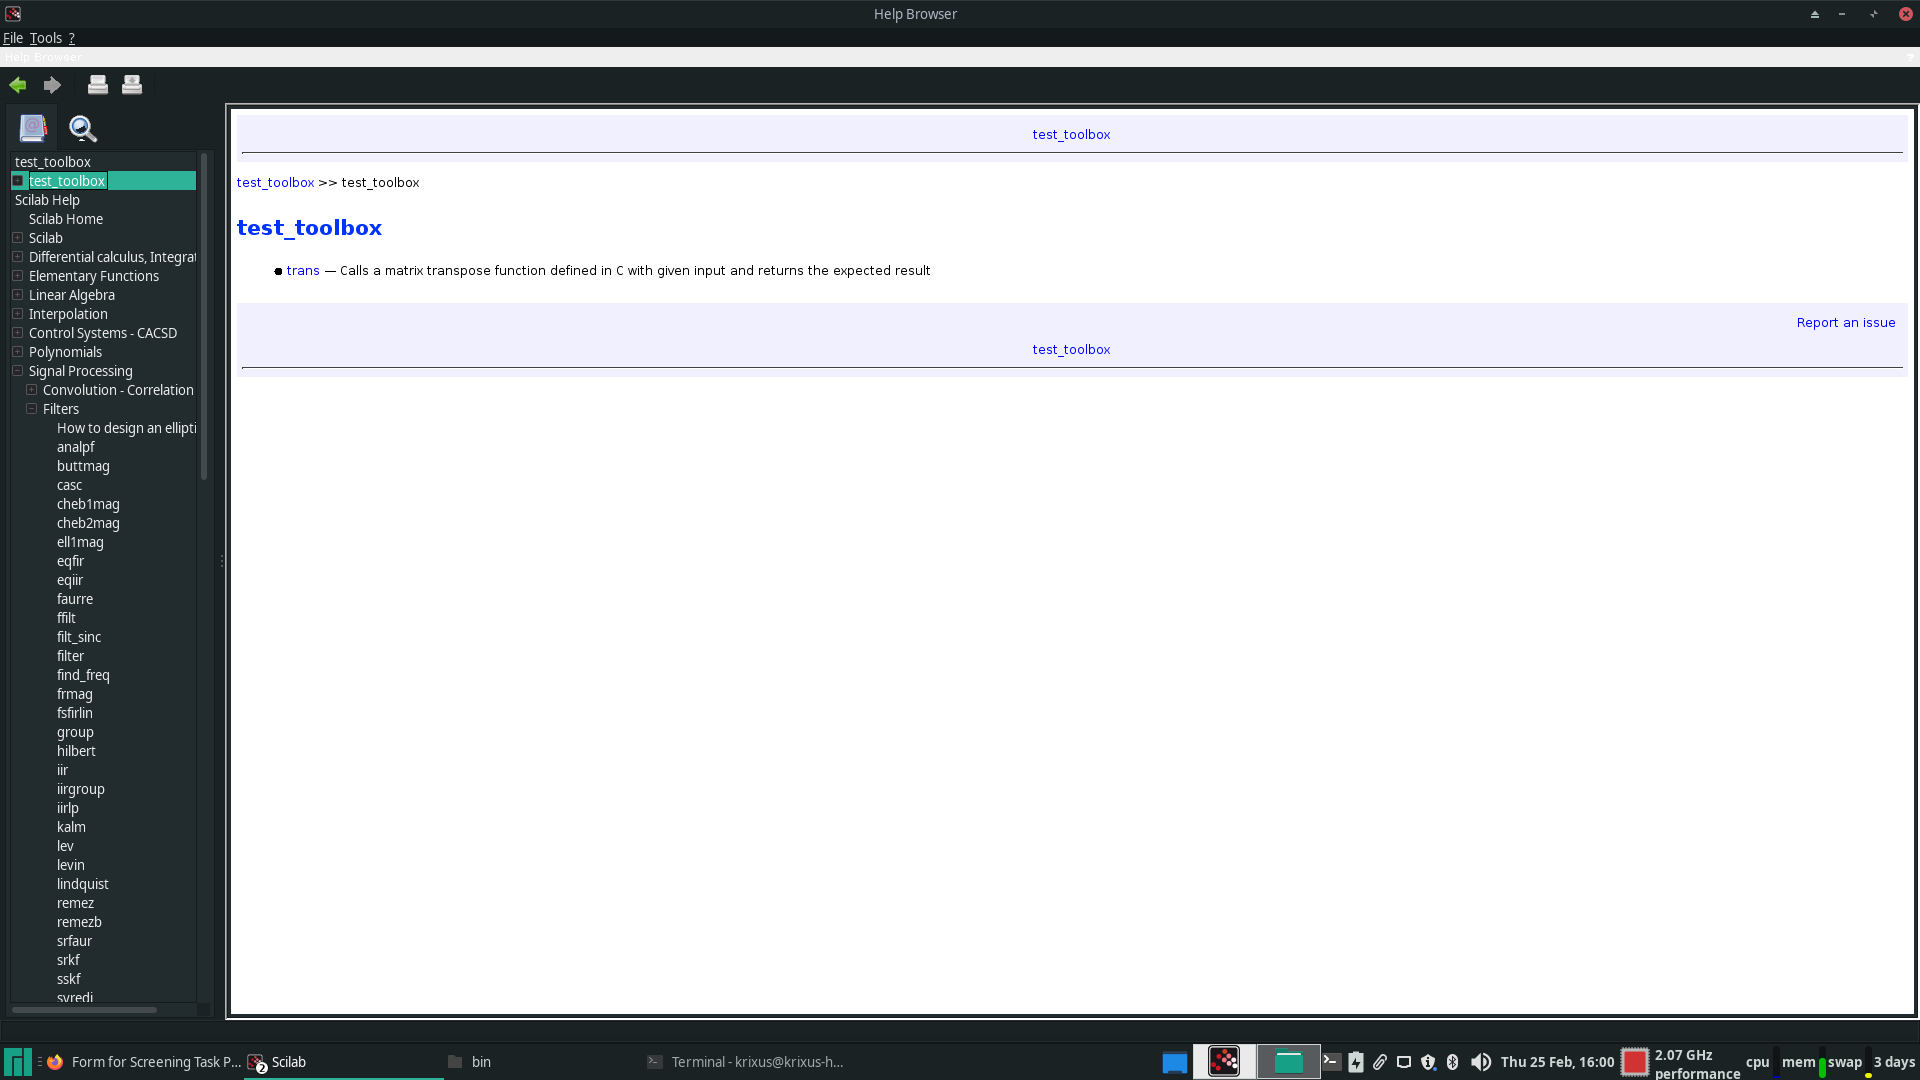 Help Browser
File Tools ?
Help Browser ?
test_toolbox
test_toolbox
Scilab Help
Scilab Home
Scilab
Differential calculus, Integrat
Elementary Functions
Linear Algebra
Interpolation
Control Systems - CACSD
Polynomials
Signal Processing
Convolution - Correlation
Filters
How to design an ellipti
analpf
buttmag
casc
cheb1mag
cheb2mag
ell1mag
eqfir
eqiir
faurre
ffilt
filt_sinc
filter
find_freq
frmag
fsfirlin
group
hilbert
iir
iirgroup
iirlp
kalm
lev
levin
lindquist
remez
remezb
srfaur
srkf
sskf
svredi
test_toolbox
test_toolbox >> test_toolbox
test_toolbox
trans — Calls a matrix transpose function defined in C with given input and returns the expected result
Report an issue
test_toolbox
Form for Screening Task P...
2 Scilab
bin
Terminal - krixus@krixus-h...
Thu 25 Feb, 16:00
2.07 GHz
performance
cpu mem swap 3 days